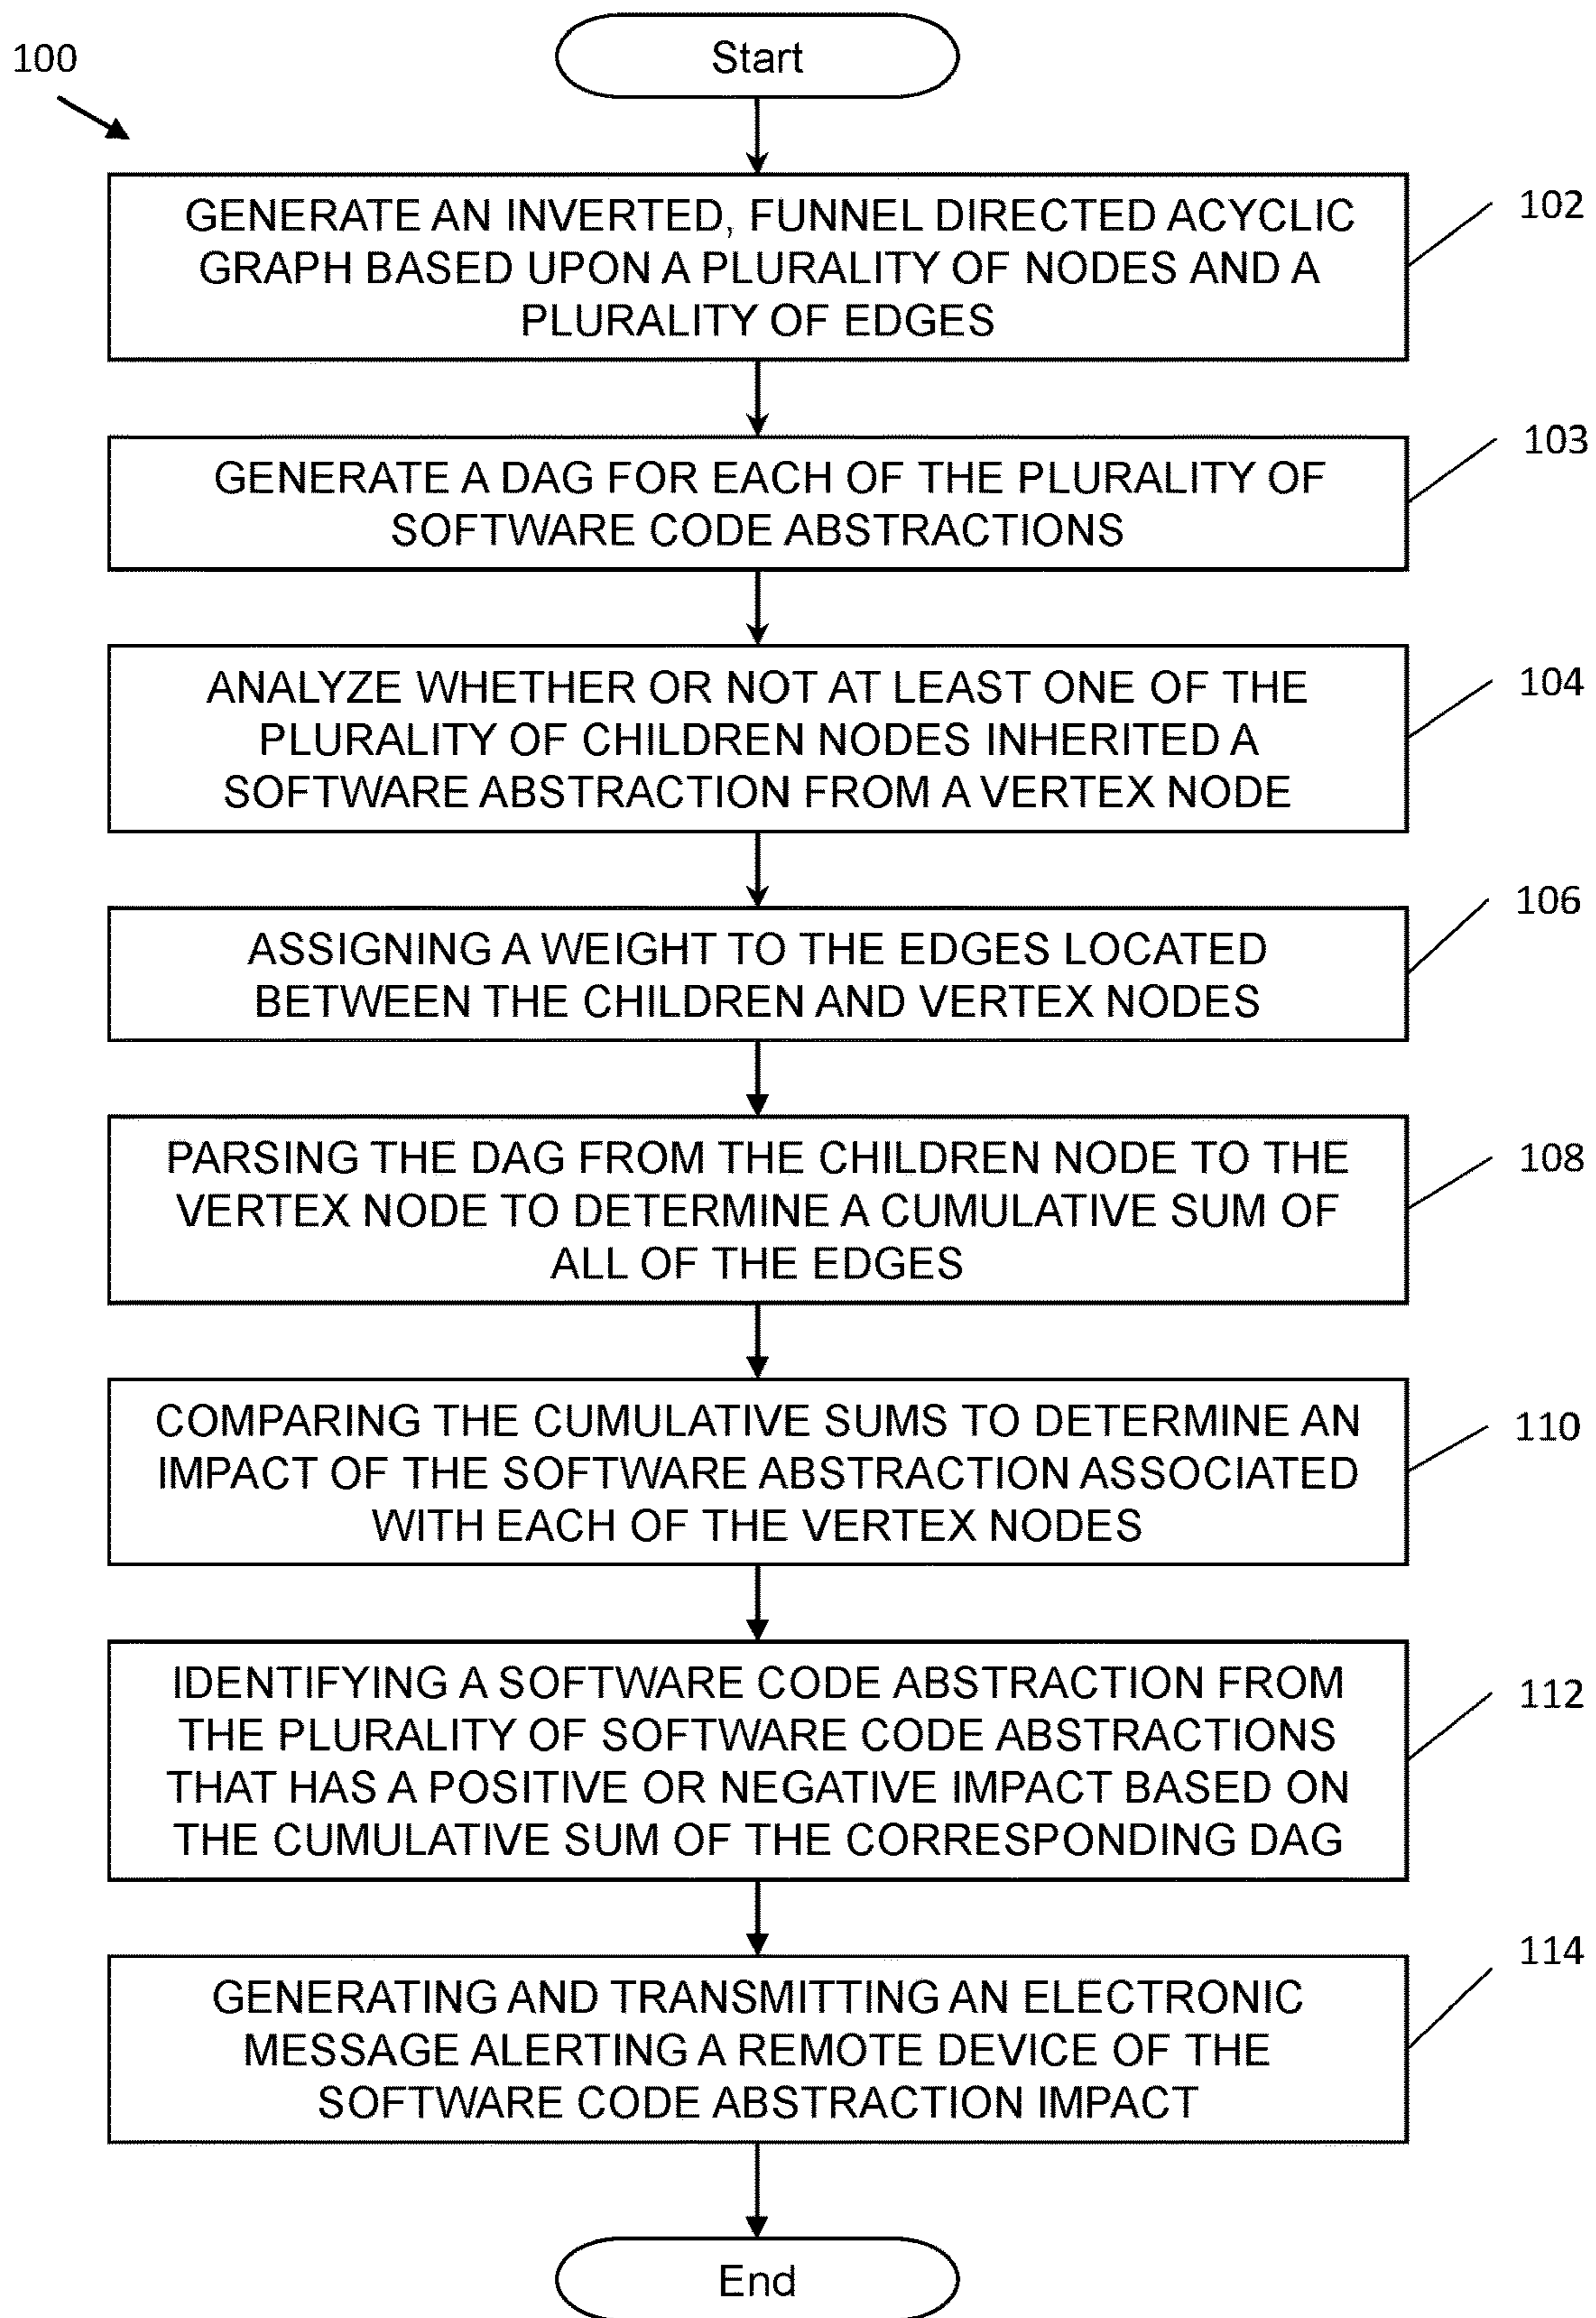 100
Start
GENERATE AN INVERTED, FUNNEL DIRECTED ACYCLIC
GRAPH BASED UPON A PLURALITY OF NODES AND A
PLURALITY OF EDGES
102
GENERATE A DAG FOR EACH OF THE PLURALITY OF
SOFTWARE CODE ABSTRACTIONS
103
ANALYZE WHETHER OR NOT AT LEAST ONE OF THE
PLURALITY OF CHILDREN NODES INHERITED A
SOFTWARE ABSTRACTION FROM A VERTEX NODE
104
ASSIGNING A WEIGHT TO THE EDGES LOCATED
BETWEEN THE CHILDREN AND VERTEX NODES
106
PARSING THE DAG FROM THE CHILDREN NODE TO THE
VERTEX NODE TO DETERMINE A CUMULATIVE SUM OF
ALL OF THE EDGES
108
COMPARING THE CUMULATIVE SUMS TO DETERMINE AN
IMPACT OF THE SOFTWARE ABSTRACTION ASSOCIATED
WITH EACH OF THE VERTEX NODES
110
IDENTIFYING A SOFTWARE CODE ABSTRACTION FROM
THE PLURALITY OF SOFTWARE CODE ABSTRACTIONS
THAT HAS A POSITIVE OR NEGATIVE IMPACT BASED ON
THE CUMULATIVE SUM OF THE CORRESPONDING DAG
112
GENERATING AND TRANSMITTING AN ELECTRONIC
MESSAGE ALERTING A REMOTE DEVICE OF THE
SOFTWARE CODE ABSTRACTION IMPACT
114
End